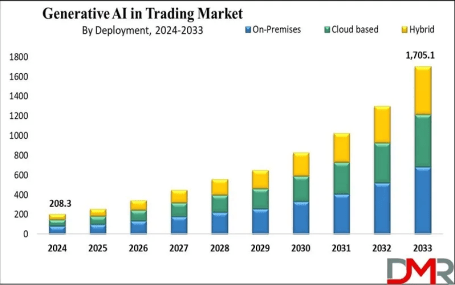 Generative AI in Trading Market
By Deployment, 2024-2033
On-Premises
Cloud based
Hybrid
1800
1600
1400
1200
1000
800
600
400
200
0
208.3
1,705.1
2024 2025 2026 2027 2028 2029 2030 2031 2032 2033
DMR